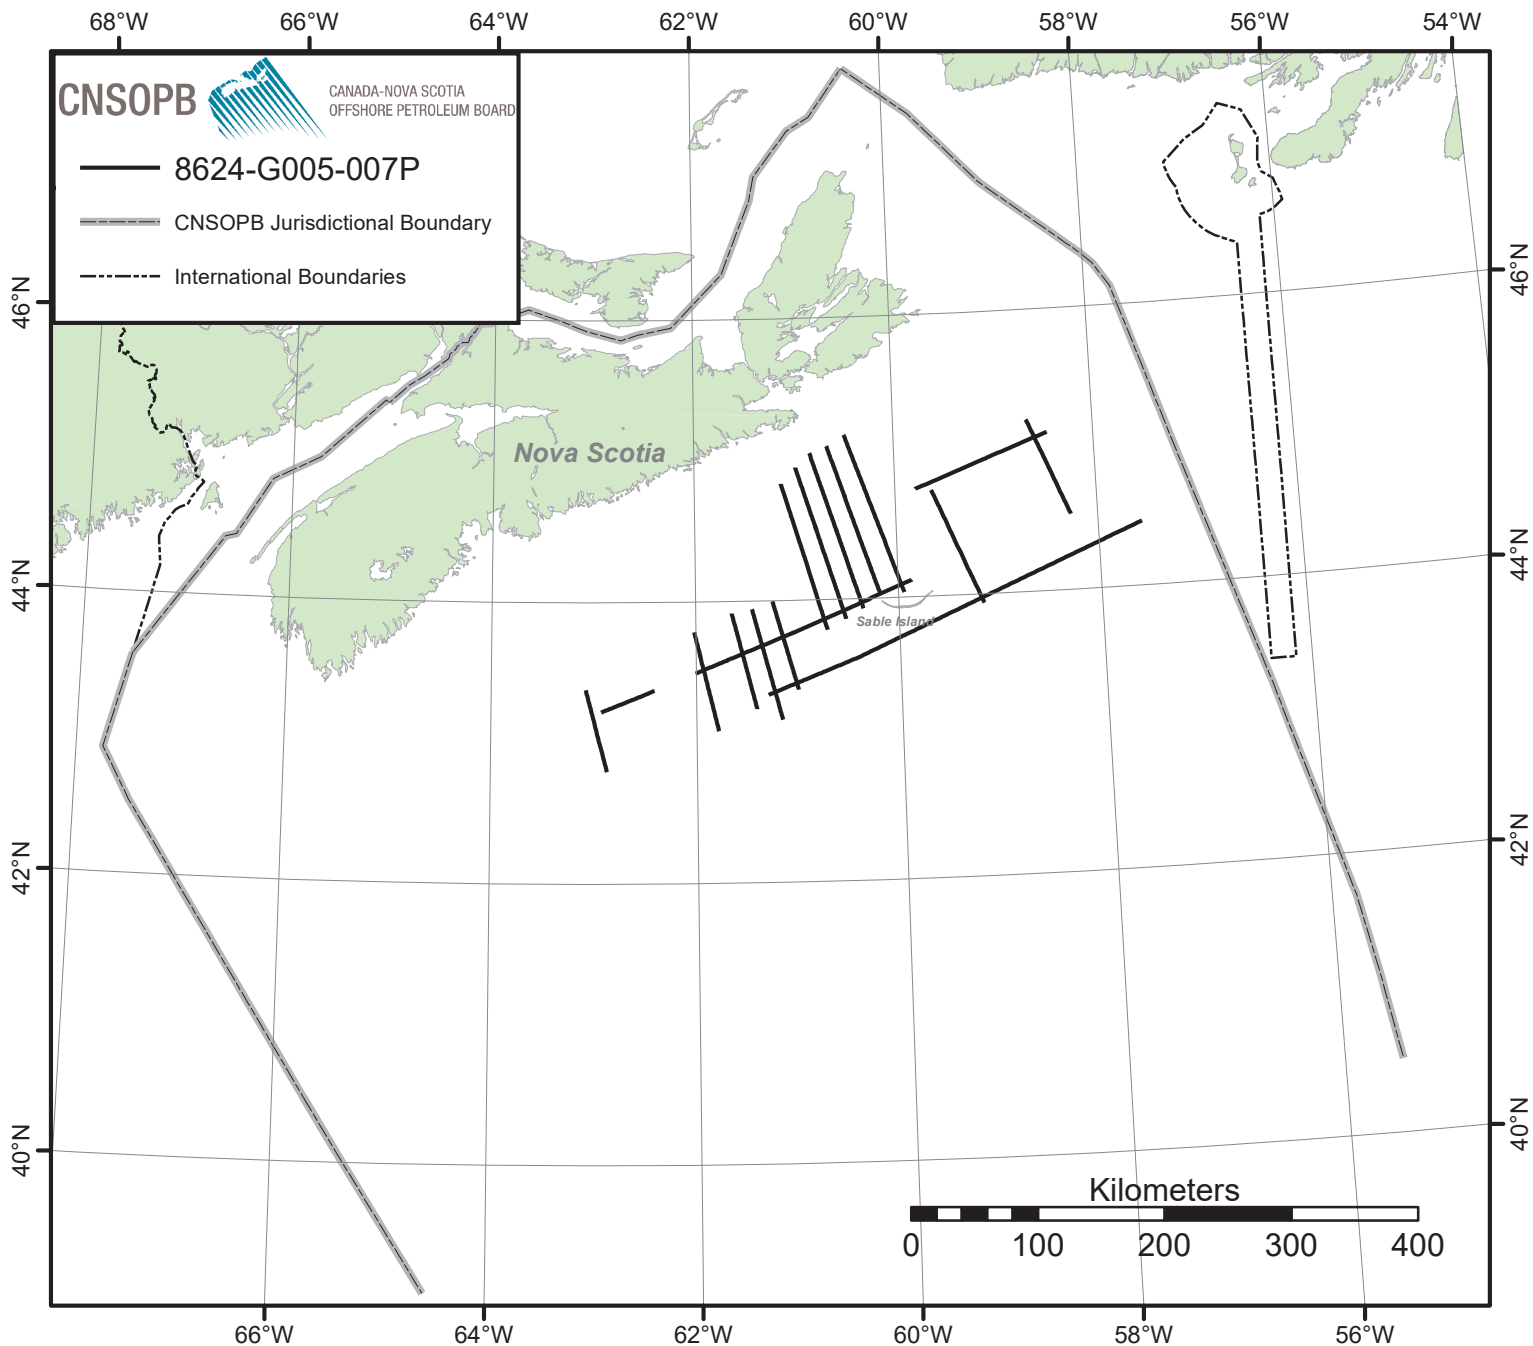 68°W 66°W 64°W 62°W 60°W 58°W 56°W 54°W
CNSOPB
CANADA-NOVA SCOTIA
OFFSHORE PETROLEUM BOARD
8624-G005-007P
CNSOPB Jurisdictional Boundary
International Boundaries
46°N
46°N
Nova Scotia
44°N
44°N
Sable Island
42°N
42°N
40°N
40°N
Kilometers
0 100 200 300 400
66°W 64°W 62°W 60°W 58°W 56°W